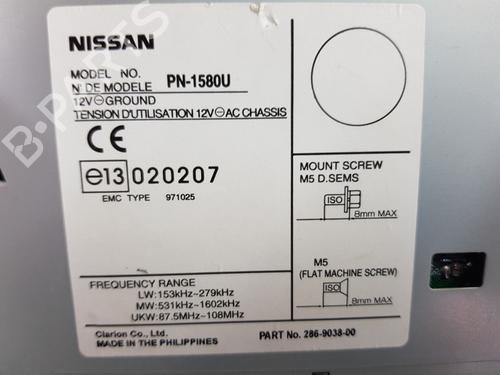 NISSAN
MODEL NO. PN-1580U
N° DE MODELE
12V⊖GROUND
TENSION D'UTILISATION 12V⊖AC CHASSIS
CE
e13 020207
EMC TYPE 971025
MOUNT SCREW
M5 D.SEMS
ISO
8mm MAX
M5
(FLAT MACHINE SCREW)
ISO
8mm MAX
FREQUENCY RANGE
LW:153kHz~279kHz
MW:531kHz~1602kHz
UKW:87.5MHz~108MHz
Clarion Co., Ltd.
MADE IN THE PHILIPPINES
PART No. 286-9038-00
B-PARTS